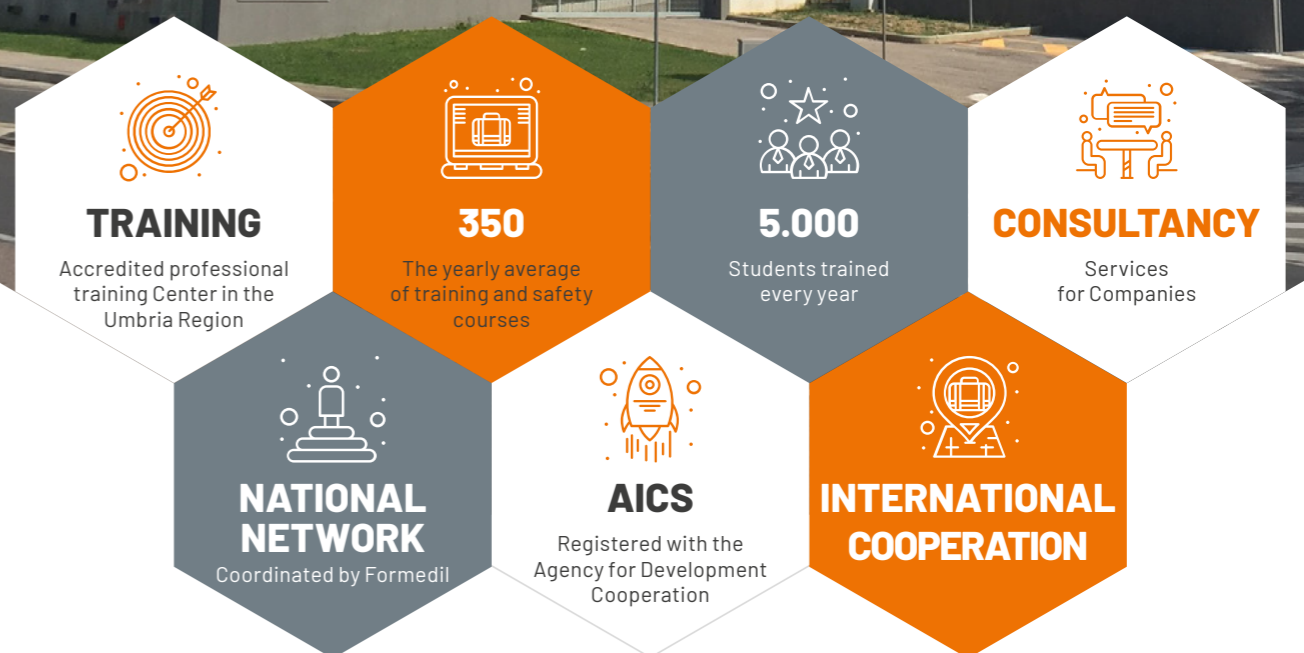 TRAINING
Accredited professional
training Center in the
Umbria Region
350
The yearly average
of training and safety
courses
5.000
Students trained
every year
CONSULTANCY
Services
for Companies
NATIONAL
NETWORK
Coordinated by Formedil
AICS
Registered with the
Agency for Development
Cooperation
INTERNATIONAL
COOPERATION